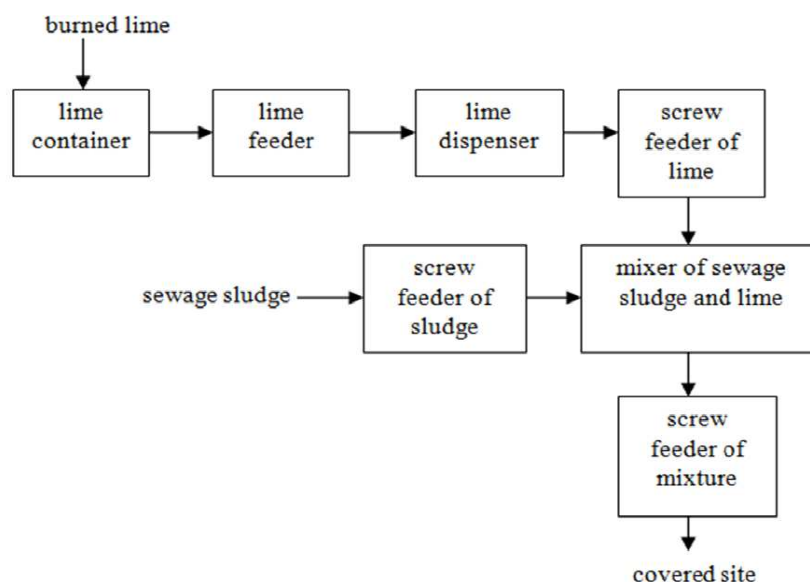 burned lime
lime
container
lime
feeder
lime
dispenser
screw
feeder of
lime
sewage sludge
screw
feeder of
sludge
mixer of sewage
sludge and lime
screw
feeder of
mixture
covered site